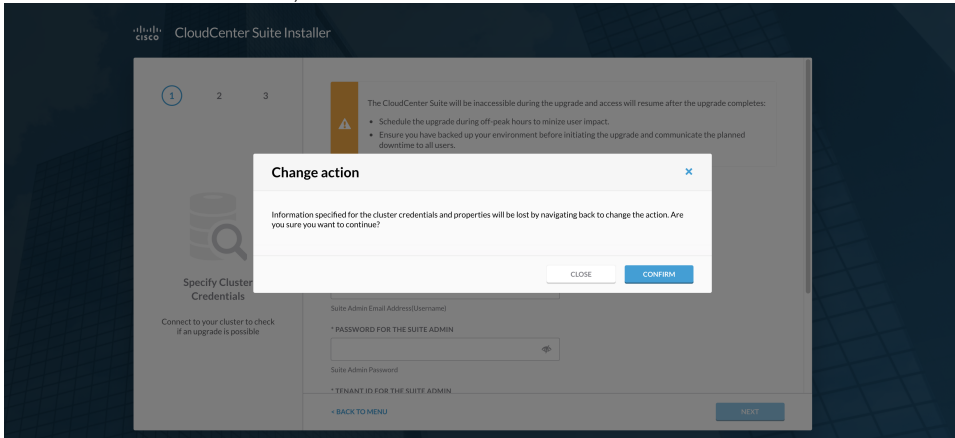 CISCO CloudCenter Suite Installer
1 2 3
The CloudCenter Suite will be inaccessible during the upgrade and access will resume after the upgrade completes:
• Schedule the upgrade during off-peak hours to minize user impact.
• Ensure you have backed up your environment before initiating the upgrade and communicate the planned
downtime to all users.
Change action
Information specified for the cluster credentials and properties will be lost by navigating back to change the action. Are
you sure you want to continue?
CLOSE CONFIRM
Specify Cluster
Credentials
Connect to your cluster to check
if an upgrade is possible
Suite Admin Email Address(Username)
* PASSWORD FOR THE SUITE ADMIN
Suite Admin Password
* TENANT ID FOR THE SUITE ADMIN
< BACK TO MENU
NEXT